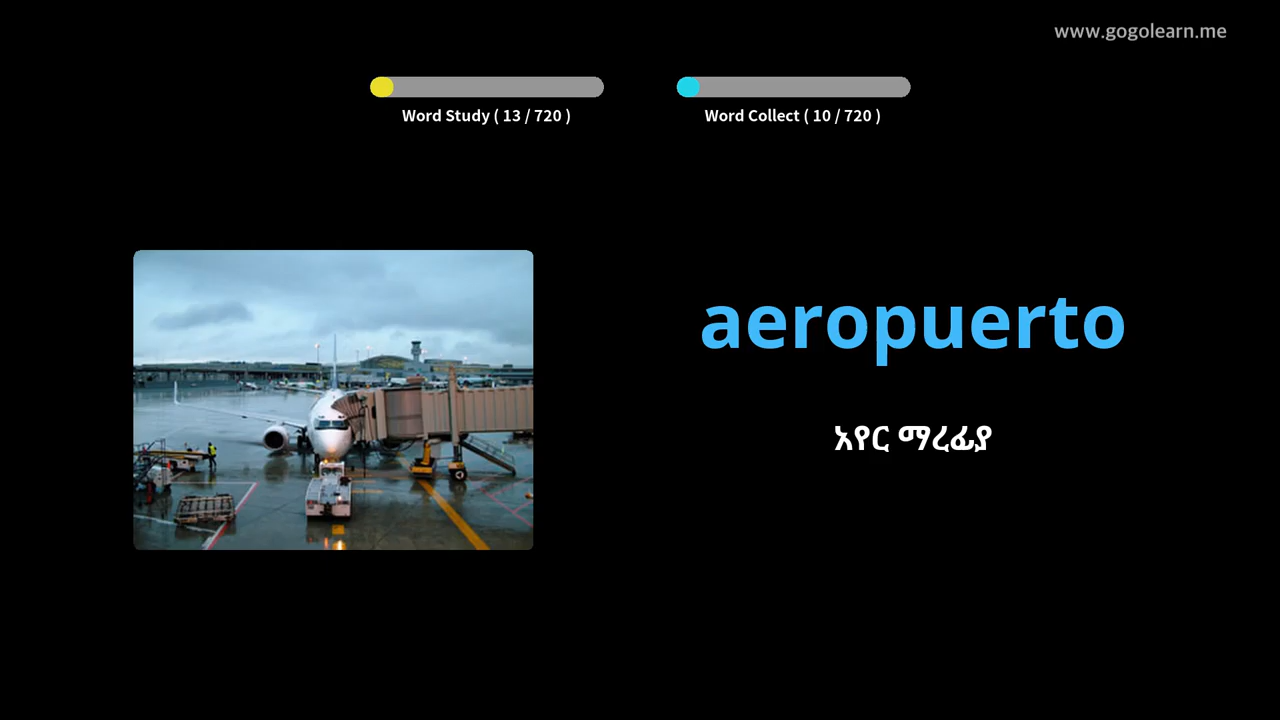 www.gogolearn.me
Word Study ( 13 / 720 )
Word Collect ( 10 / 720 )
aeropuerto
አየር ማረፊያ